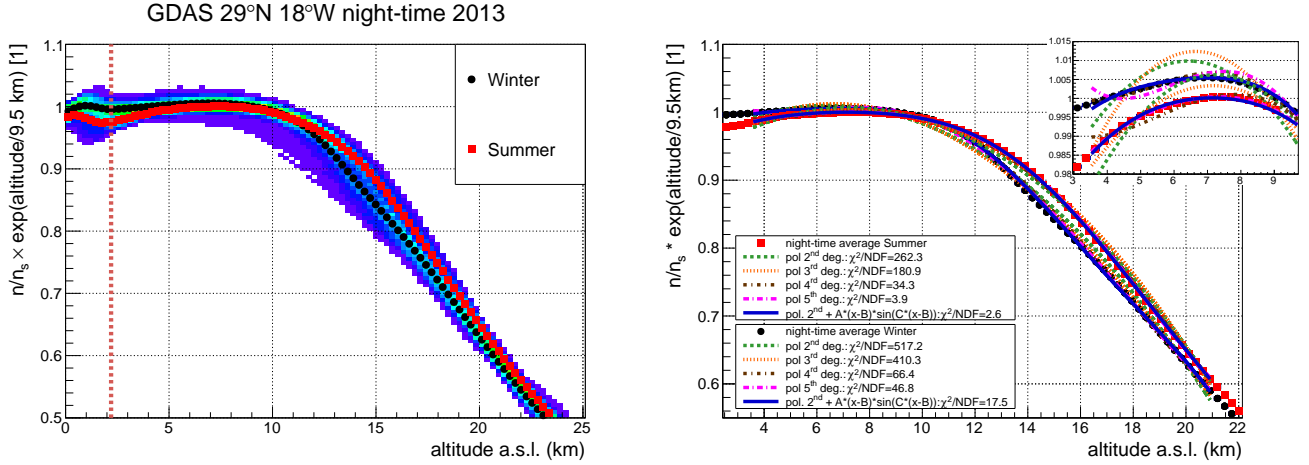 GDAS 29°N 18°W night-time 2013
n/n_s × exp(altitude/9.5 km) [1]
1.1
1
0.9
0.8
0.7
0.6
0.5
Winter
Summer
0 5 10 15 20 25
altitude a.s.l. (km)
n/n_s * exp(altitude/9.5km) [1]
1.1
1
0.9
0.8
0.7
0.6
1.015
1.01
1.005
1
0.995
0.99
0.985
0.98
3 4 5 6 7 8 9
night-time average Summer
pol 2nd deg.: χ²/NDF=262.3
pol 3rd deg.: χ²/NDF=180.9
pol 4rd deg.: χ²/NDF=34.3
pol 5th deg.: χ²/NDF=3.9
pol. 2nd + A*(x-B)*sin(C*(x-B)):χ²/NDF=2.6
night-time average Winter
pol 2nd deg.: χ²/NDF=517.2
pol 3rd deg.: χ²/NDF=410.3
pol 4rd deg.: χ²/NDF=66.4
pol 5th deg.: χ²/NDF=46.8
pol. 2nd + A*(x-B)*sin(C*(x-B)):χ²/NDF=17.5
4 6 8 10 12 14 16 18 20 22
altitude a.s.l. (km)